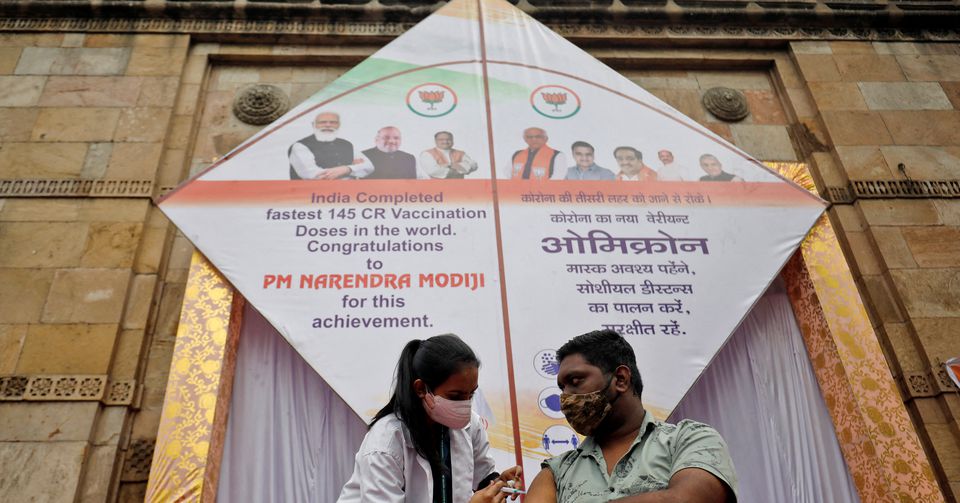 India Completed
fastest 145 CR Vaccination
Doses in the world.
Congratulations
to
PM NARENDRA MODIJI
for this
achievement.
कोरोना की तीसरी लहर को आने से रोकें।
कोरोना का नया वेरीयन्ट
ओमिक्रोन
मास्क अवश्य पहेंने,
सोशीयल डीस्टन्स
का पालन करें,
सुरक्षीत रहें.